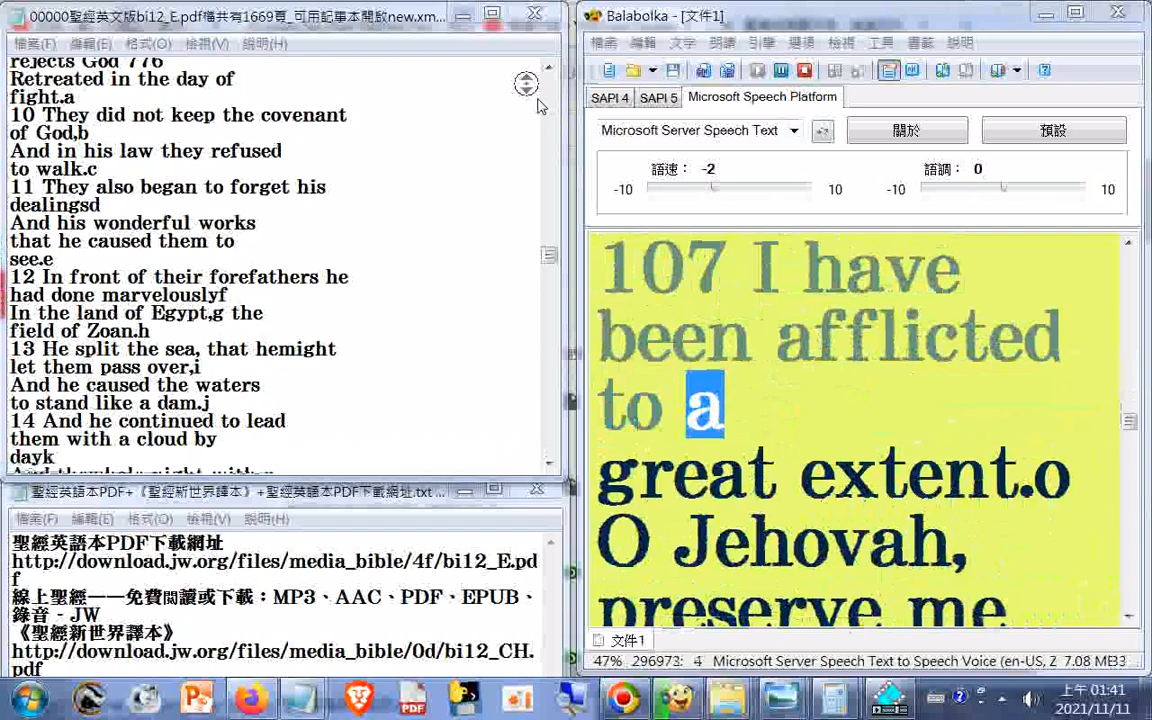 00000聖經英文版bi12_E.pdf檔共有1669頁_可用記事本開啟new.xm...
檔案(F) 編輯(E) 格式(O) 檢視(V) 說明(H)
rejects God 776
Retreated in the day of
fight.a
10 They did not keep the covenant
of God,b
And in his law they refused
to walk.c
11 They also began to forget his
dealingsd
And his wonderful works
that he caused them to
see.e
12 In front of their forefathers he
had done marvelouslyf
In the land of Egypt,g the
field of Zoan.h
13 He split the sea, that hemight
let them pass over,i
And he caused the waters
to stand like a dam.j
14 And he continued to lead
them with a cloud by
dayk
聖經英語本PDF+《聖經新世界譯本》+聖經英語本PDF下載網址.txt ...
檔案(F) 編輯(E) 格式(O) 檢視(V) 說明(H)
聖經英語本PDF下載網址
http://download.jw.org/files/media_bible/4f/bi12_E.pd
f
線上聖經——免費閱讀或下載：MP3、AAC、PDF、EPUB、
錄音 - JW
《聖經新世界譯本》
http://download.jw.org/files/media_bible/0d/bi12_CH.
pdf
Balabolka - [文件1]
檔案 編輯 文字 朗讀 引擎 選項 檢視 工具 書籤 說明
SAPI 4 SAPI 5 Microsoft Speech Platform
Microsoft Server Speech Text 關於 預設
語速： -2 語調： 0
-10 10 -10 10
107 I have
been afflicted
to a
great extent.o
O Jehovah,
preserve me
文件1
47% 296973: 4 Microsoft Server Speech Text to Speech Voice (en-US, Z 7.08 MB
上午 01:41
2021/11/11